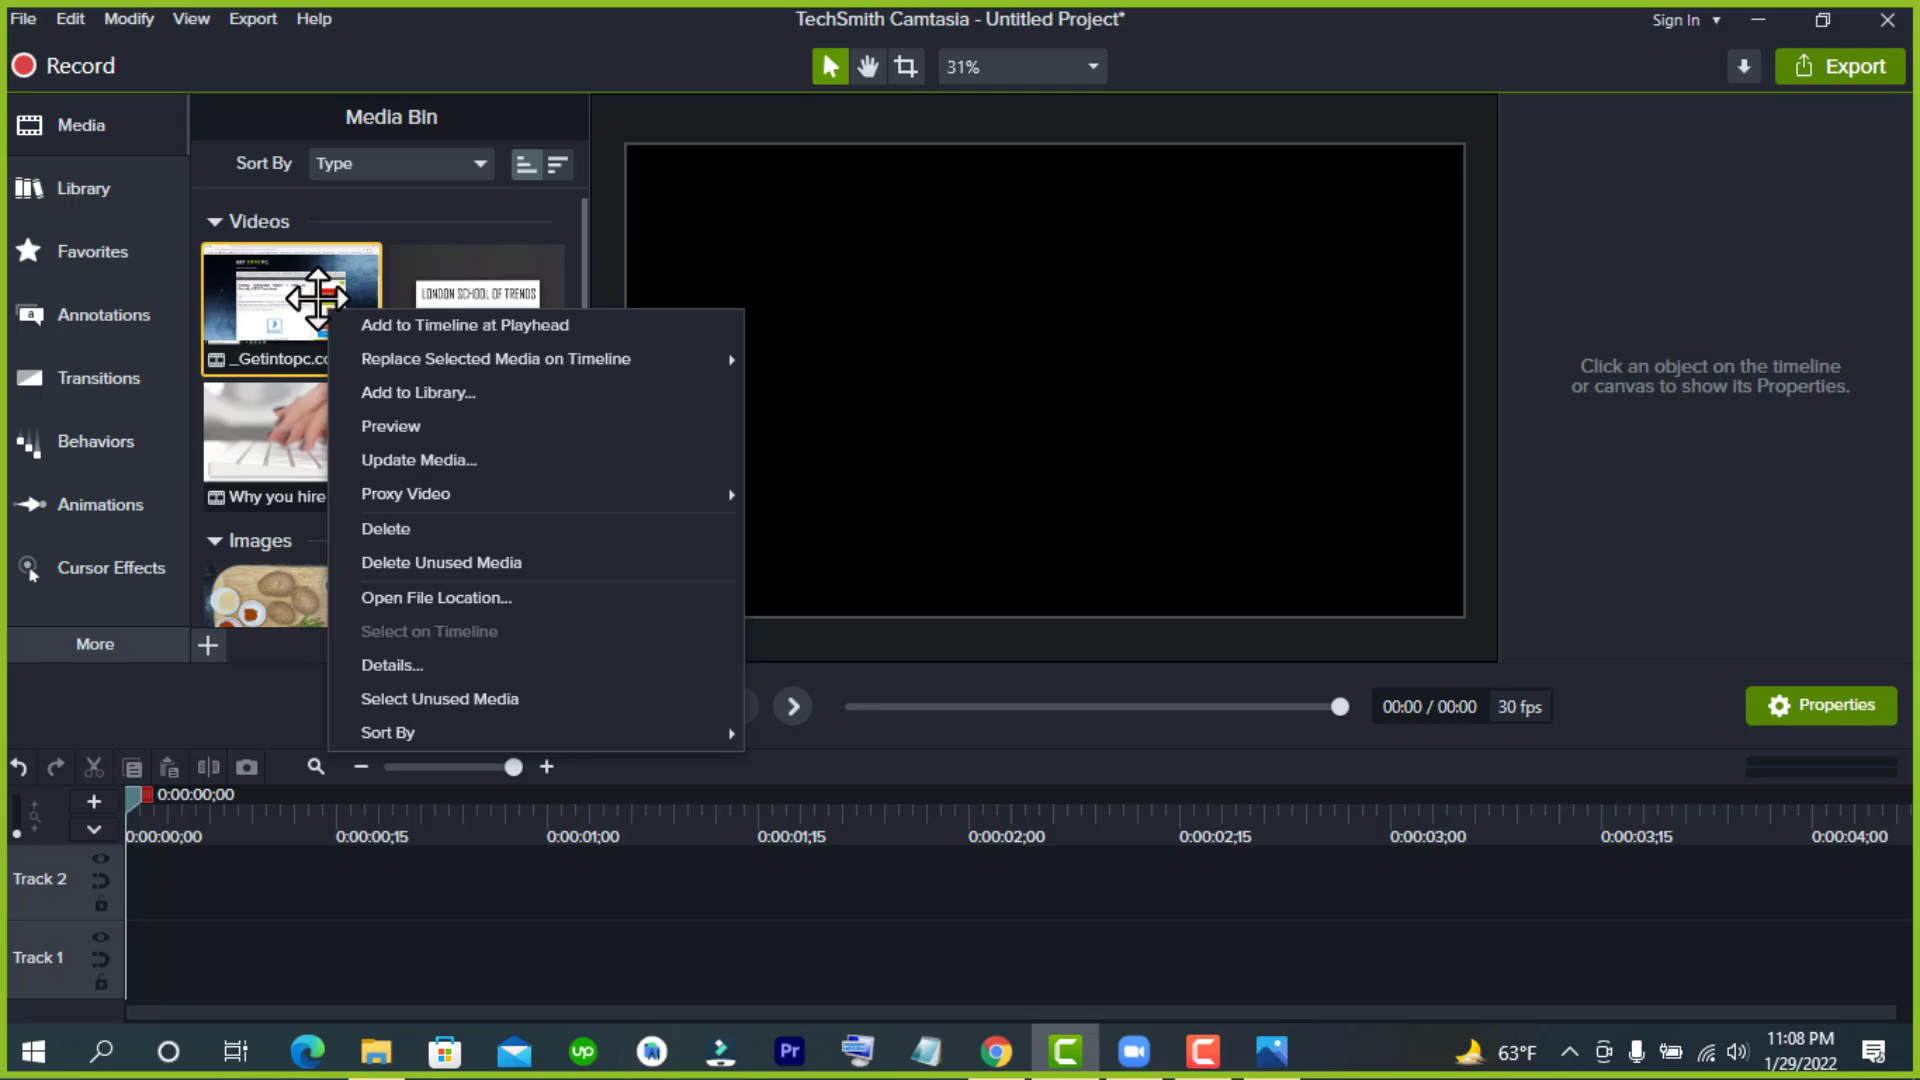 File Edit Modify View Export Help
TechSmith Camtasia - Untitled Project*
Sign In
Record
31%
Export
Media
Media Bin
Sort By Type
Library
Videos
Favorites
LONDON SCHOOL OF TRENDS
Annotations
_Getintopc.co
Add to Timeline at Playhead
Replace Selected Media on Timeline
Add to Library...
Preview
Update Media...
Proxy Video
Delete
Delete Unused Media
Open File Location...
Select on Timeline
Details...
Select Unused Media
Sort By
Click an object on the timeline
or canvas to show its Properties.
Transitions
Behaviors
Why you hire
Animations
Images
Cursor Effects
More
00:00 / 00:00 30 fps
Properties
0:00:00;00
0:00:00;00 0:00:00;15 0:00:01;00 0:00:01;15 0:00:02;00 0:00:02;15 0:00:03;00 0:00:03;15 0:00:04;00
Track 2
Track 1
up
Pr
63°F
11:08 PM
1/29/2022